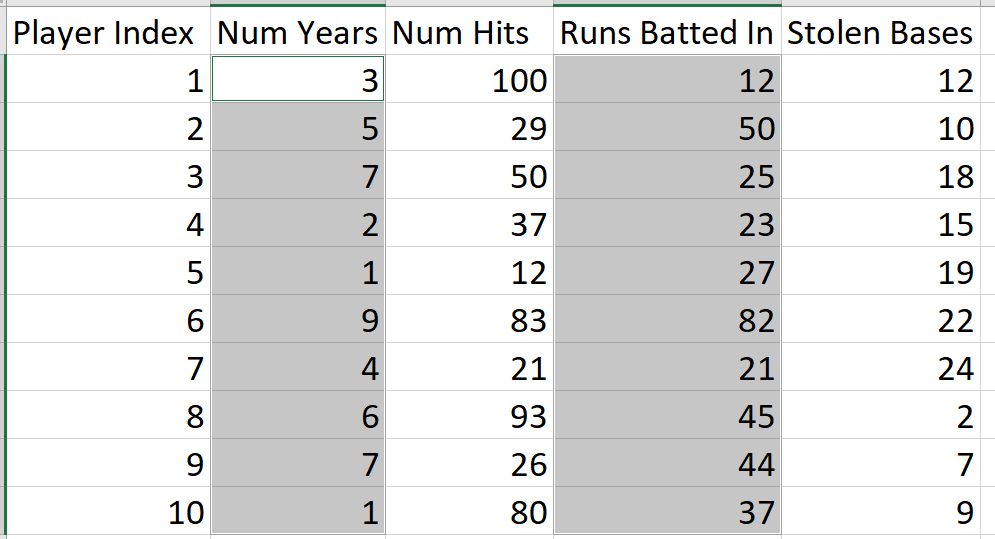 Player Index Num Years Num Hits Runs Batted In Stolen Bases
1 3 100 12 12
2 5 29 50 10
3 7 50 25 18
4 2 37 23 15
5 1 12 27 19
6 9 83 82 22
7 4 21 21 24
8 6 93 45 2
9 7 26 44 7
10 1 80 37 9